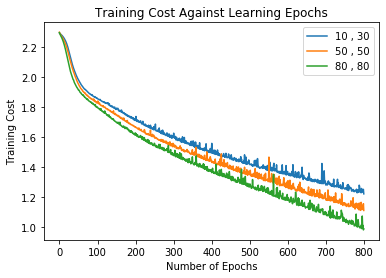 Training Cost Against Learning Epochs
10 , 30
50 , 50
80 , 80
Training Cost
2.2
2.0
1.8
1.6
1.4
1.2
1.0
0 100 200 300 400 500 600 700 800
Number of Epochs